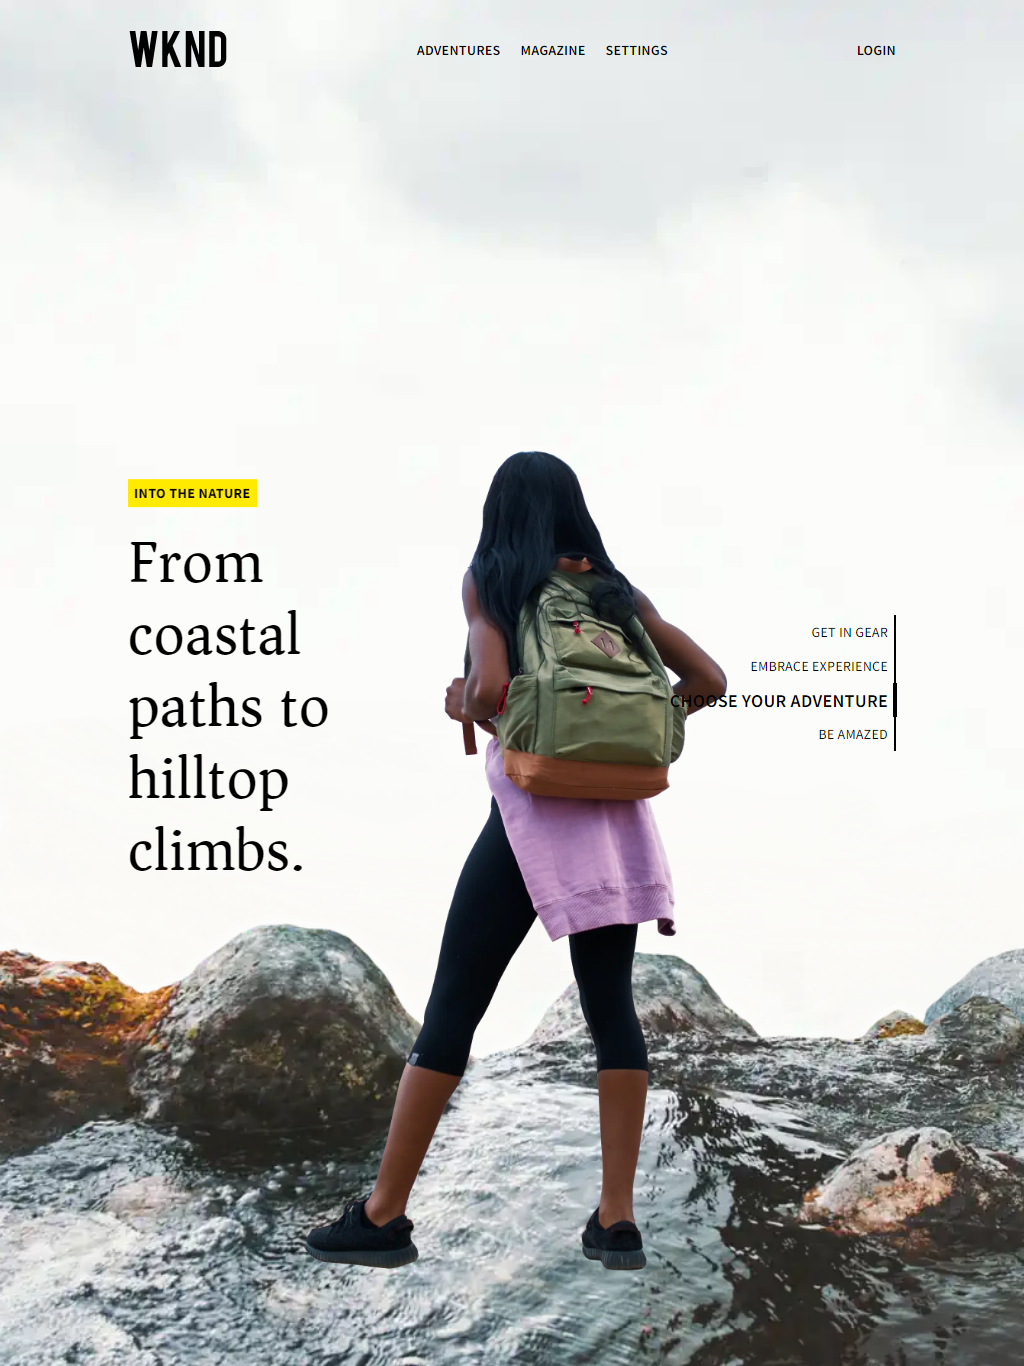 WKND
ADVENTURES MAGAZINE SETTINGS
LOGIN
INTO THE NATURE
From
coastal
paths to
hilltop
climbs.
GET IN GEAR
EMBRACE EXPERIENCE
CHOOSE YOUR ADVENTURE
BE AMAZED